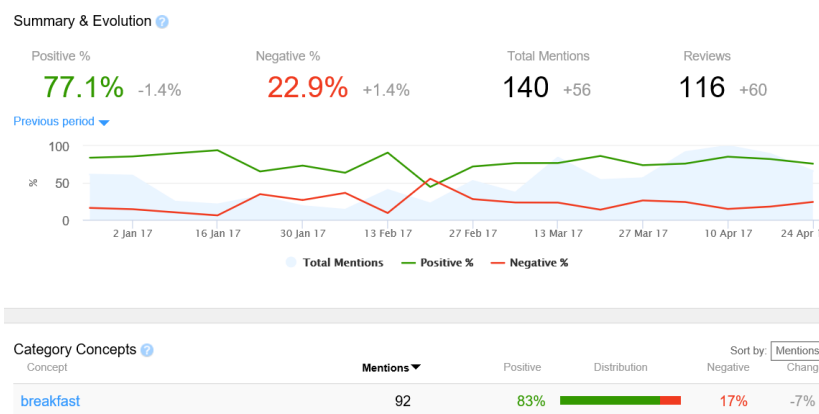 Summary & Evolution ?
Positive % Negative % Total Mentions Reviews
77.1% -1.4% 22.9% +1.4% 140 +56 116 +60
Previous period
100
50
0
%
2 Jan 17 16 Jan 17 30 Jan 17 13 Feb 17 27 Feb 17 13 Mar 17 27 Mar 17 10 Apr 17 24 Apr
Total Mentions Positive % Negative %
Category Concepts ? Sort by: Mentions
Concept Mentions Positive Distribution Negative Chang
breakfast 92 83% 17% -7%